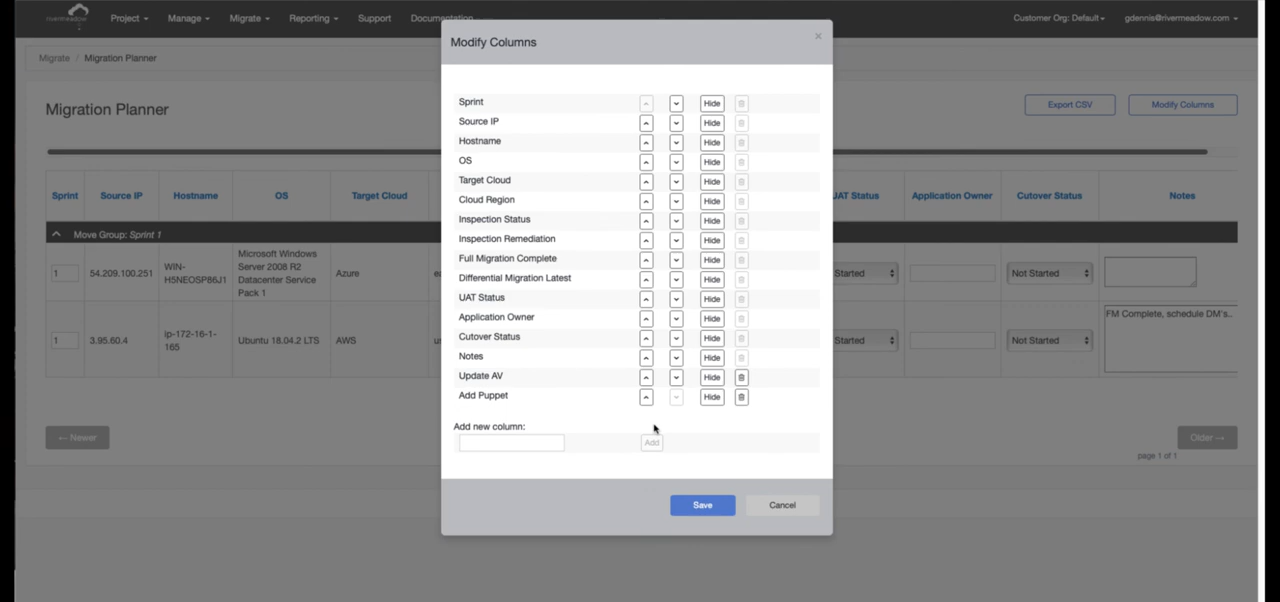 rivermeadow
Project Manage Migrate Reporting Support Documentation Customer Org: Default gdennis@rivermeadow.com
Migrate / Migration Planner
Migration Planner
Export CSV Modify Columns
Sprint Source IP Hostname OS Target Cloud UAT Status Application Owner Cutover Status Notes
Move Group: Sprint 1
1 54.209.100.251 WIN-
H5NEOSP86J1
Microsoft Windows
Server 2008 R2
Datacenter Service
Pack 1
Azure
Started Not Started
1 3.95.60.4 ip-172-16-1-
165
Ubuntu 18.04.2 LTS AWS
Started Not Started FM Complete, schedule DM's..
← Newer Older →
page 1 of 1
Modify Columns ×
Sprint Hide
Source IP Hide
Hostname Hide
OS Hide
Target Cloud Hide
Cloud Region Hide
Inspection Status Hide
Inspection Remediation Hide
Full Migration Complete Hide
Differential Migration Latest Hide
UAT Status Hide
Application Owner Hide
Cutover Status Hide
Notes Hide
Update AV Hide
Add Puppet Hide
Add new column:
Add
Save Cancel